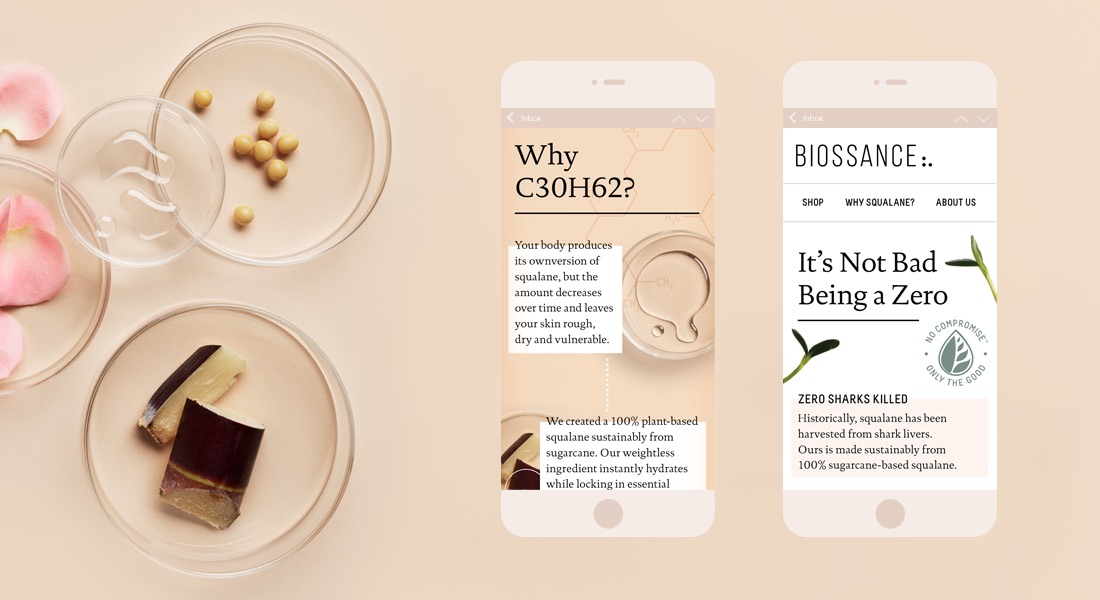 Inbox
Why
C30H62?
CH₃
H₃C
CH₃
Your body produces
its ownversion of
squalane, but the
amount decreases
over time and leaves
your skin rough,
dry and vulnerable.
We created a 100% plant-based
squalane sustainably from
sugarcane. Our weightless
ingredient instantly hydrates
while locking in essential
Inbox
BIOSSANCE:.
SHOP WHY SQUALANE? ABOUT US
It’s Not Bad
Being a Zero
NO COMPROMISE™
ONLY THE GOOD
ZERO SHARKS KILLED
Historically, squalane has been
harvested from shark livers.
Ours is made sustainably from
100% sugarcane-based squalane.